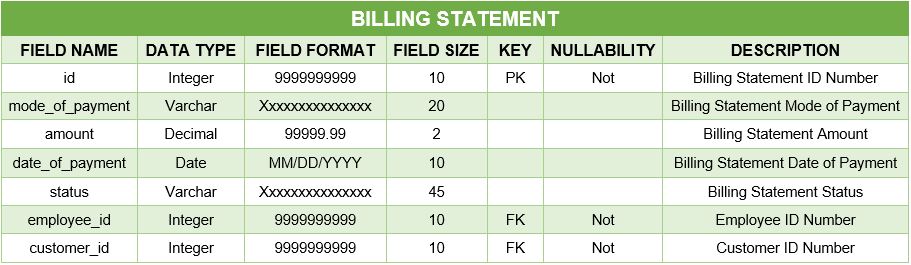 BILLING STATEMENT
FIELD NAME DATA TYPE FIELD FORMAT FIELD SIZE KEY NULLABILITY DESCRIPTION
id Integer 9999999999 10 PK Not Billing Statement ID Number
mode_of_payment Varchar Xxxxxxxxxxxxxxx 20 Billing Statement Mode of Payment
amount Decimal 99999.99 2 Billing Statement Amount
date_of_payment Date MM/DD/YYYY 10 Billing Statement Date of Payment
status Varchar Xxxxxxxxxxxxxxx 45 Billing Statement Status
employee_id Integer 9999999999 10 FK Not Employee ID Number
customer_id Integer 9999999999 10 FK Not Customer ID Number